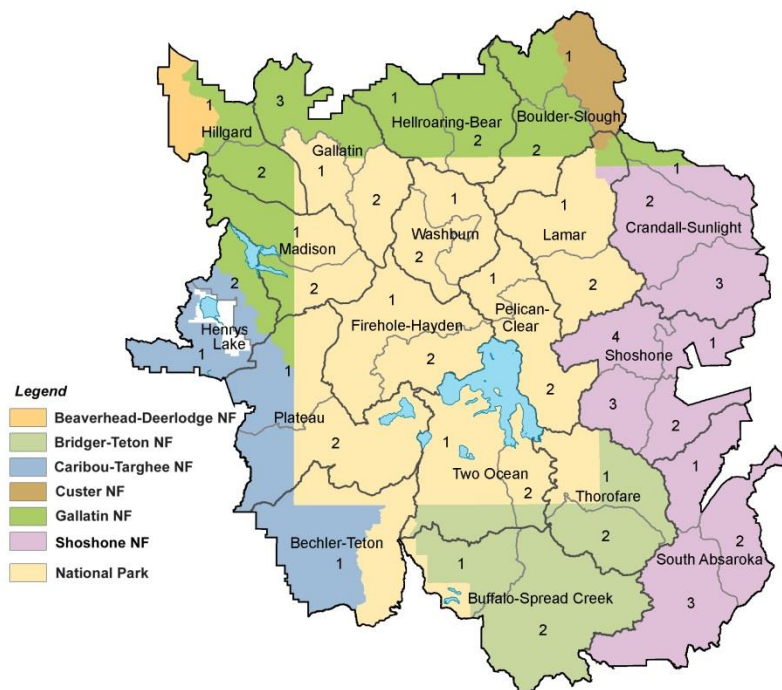 1
3
1
1
Hillgard
Hellroaring-Bear
Boulder-Slough
Gallatin
2
2
2
1
1
2
2
1
1
Crandall-Sunlight
1
Washburn
Lamar
Madison
2
2
1
2
2
3
1
Henrys
Lake
Firehole-Hayden
Pelican-
Clear
4
1
Shoshone
1
1
2
2
3
2
Plateau
2
1
Two Ocean
1
1
2
Thorofare
2
2
Bechler-Teton
1
1
South Absaroka
Buffalo-Spread Creek
3
2
Legend
Beaverhead-Deerlodge NF
Bridger-Teton NF
Caribou-Targhee NF
Custer NF
Gallatin NF
Shoshone NF
National Park